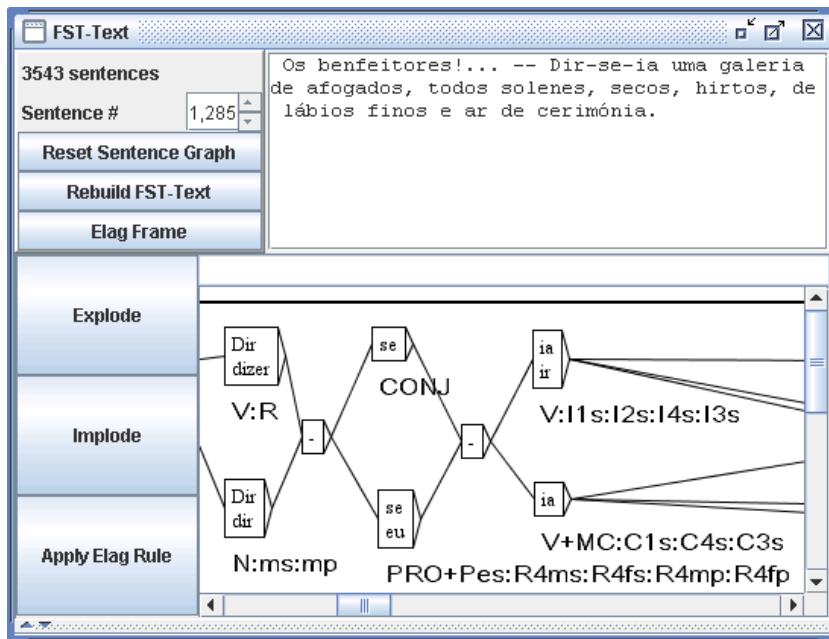 FST-Text
3543 sentences
Sentence # 1,285
Reset Sentence Graph
Rebuild FST-Text
Elag Frame
Os benfeitores!... -- Dir-se-ia uma galeria
de afogados, todos solenes, secos, hirtos, de
lábios finos e ar de cerimónia.
Explode
Implode
Apply Elag Rule
Dir
dizer
V:R
-
se
CONJ
-
ia
ir
V:I1s:I2s:I4s:I3s
Dir
dir
N:ms:mp
se
eu
PRO+Pes:R4ms:R4fs:R4mp:R4fp
ia
V+MC:C1s:C4s:C3s